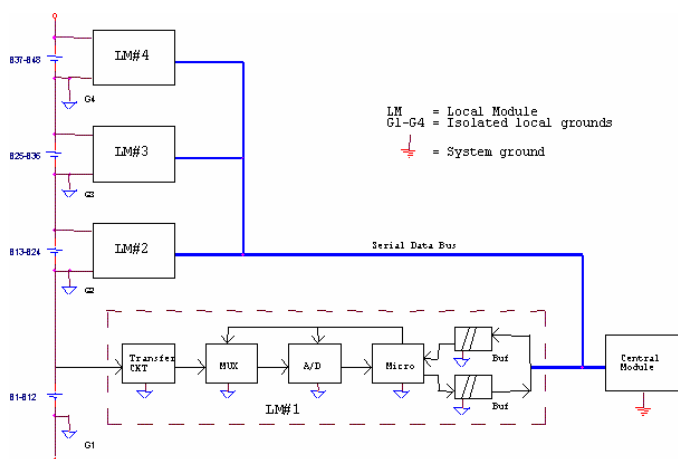 LM#4
B37-B48
G4
LM#3
B25-B36
G3
LM#2
B13-B24
G2
LM = Local Module
G1-G4 = Isolated local grounds
= System ground
Serial Data Bus
Transfer
CKT
MUX
A/D
Micro
Buf
Buf
LM#1
Central
Module
B1-B12
G1